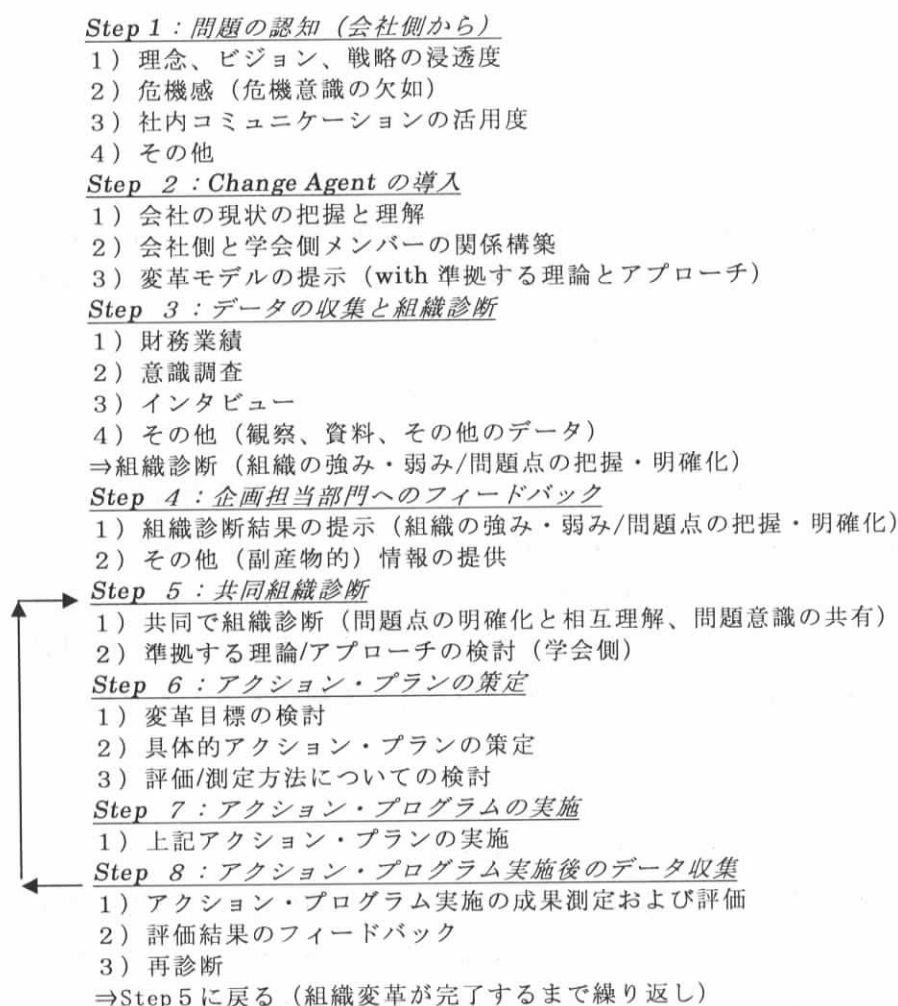 Step 1：問題の認知（会社側から）
1）理念、ビジョン、戦略の浸透度
2）危機感（危機意識の欠如）
3）社内コミュニケーションの活用度
4）その他
Step 2：Change Agent の導入
1）会社の現状の把握と理解
2）会社側と学会側メンバーの関係構築
3）変革モデルの提示（with 準拠する理論とアプローチ）
Step 3：データの収集と組織診断
1）財務業績
2）意識調査
3）インタビュー
4）その他（観察、資料、その他のデータ）
⇒組織診断（組織の強み・弱み/問題点の把握・明確化）
Step 4：企画担当部門へのフィードバック
1）組織診断結果の提示（組織の強み・弱み/問題点の把握・明確化）
2）その他（副産物的）情報の提供
Step 5：共同組織診断
1）共同で組織診断（問題点の明確化と相互理解、問題意識の共有）
2）準拠する理論/アプローチの検討（学会側）
Step 6：アクション・プランの策定
1）変革目標の検討
2）具体的アクション・プランの策定
3）評価/測定方法についての検討
Step 7：アクション・プログラムの実施
1）上記アクション・プランの実施
Step 8：アクション・プログラム実施後のデータ収集
1）アクション・プログラム実施の成果測定および評価
2）評価結果のフィードバック
3）再診断
⇒Step 5 に戻る（組織変革が完了するまで繰り返し）